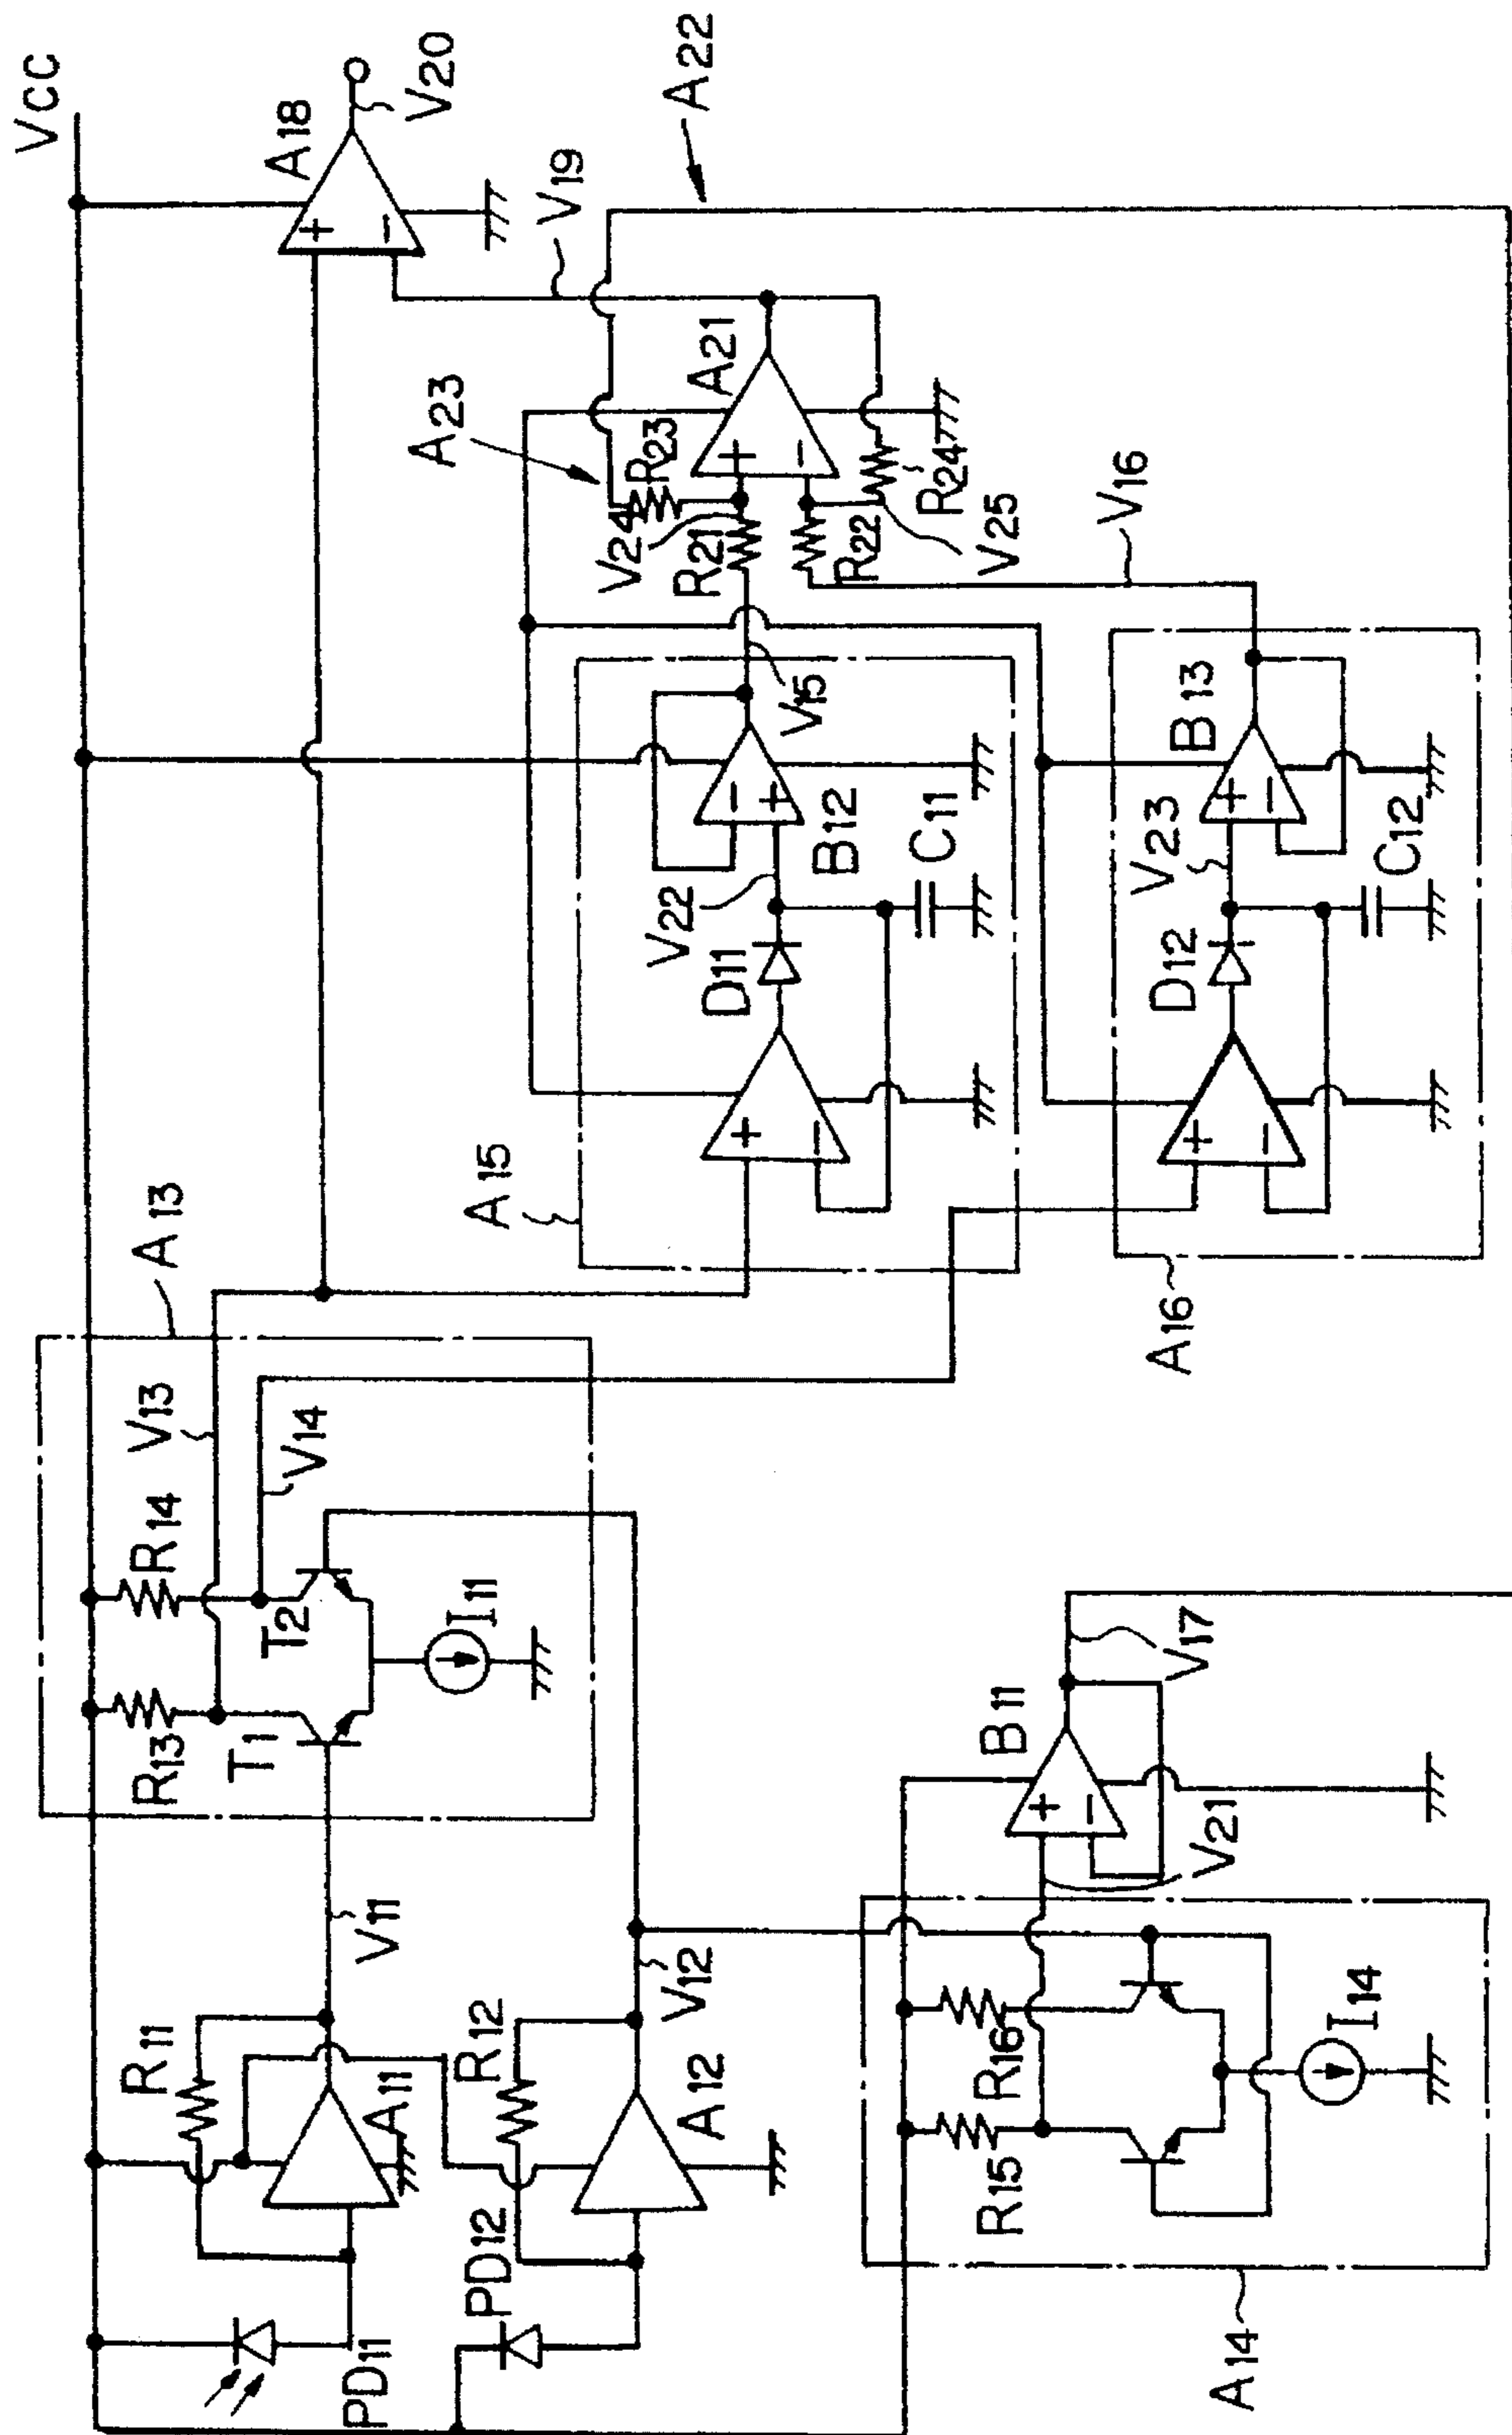 VCC
A18
V20
V19
A22
A23
A21
R23
V24
R21
R22
R24
V25
V16
V15
B12
V22
C11
D11
A15
B13
V23
C12
D12
A16
A13
V13
V14
R14
R13
T1
T2
I11
V11
V12
R11
A11
R12
A12
PD11
PD12
B11
V17
V21
R16
R15
I14
A14
+
−
+
−
−
+
+
−
+
−
+
−
+
−